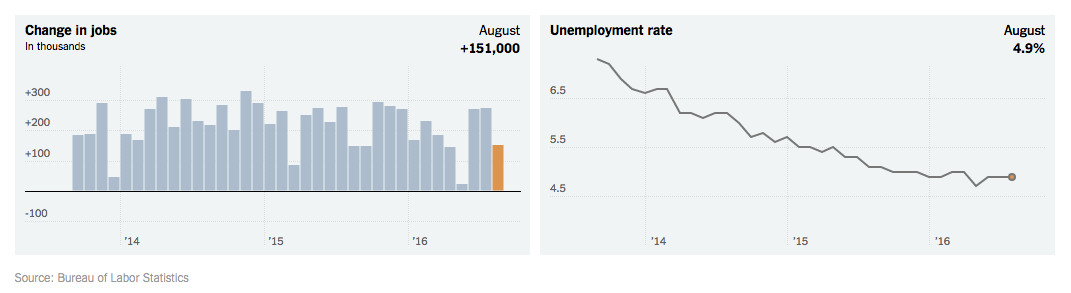 Change in jobs
In thousands
August
+151,000
+300
+200
+100
-100
'14
'15
'16
Unemployment rate
August
4.9%
6.5
5.5
4.5
'14
'15
'16
Source: Bureau of Labor Statistics